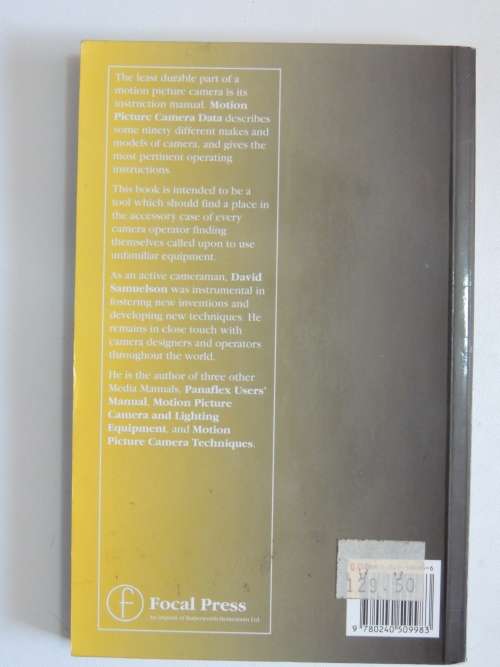 The least durable part of a
motion picture camera is its
instruction manual. Motion
Picture Camera Data describes
some ninety different makes and
models of camera, and gives the
most pertinent operating
instructions.
This book is intended to be a
tool which should find a place in
the accessory case of every
camera operator finding
themselves called upon to use
unfamiliar equipment.
As an active cameraman, David
Samuelson was instrumental in
fostering new inventions and
developing new techniques. He
remains in close touch with
camera designers and operators
throughout the world.
He is the author of three other
Media Manuals, Panaflex Users'
Manual, Motion Picture
Camera and Lighting
Equipment, and Motion
Picture Camera Techniques.
f
Focal Press
An imprint of Butterworth-Heinemann Ltd
129.50
9 780240 509983